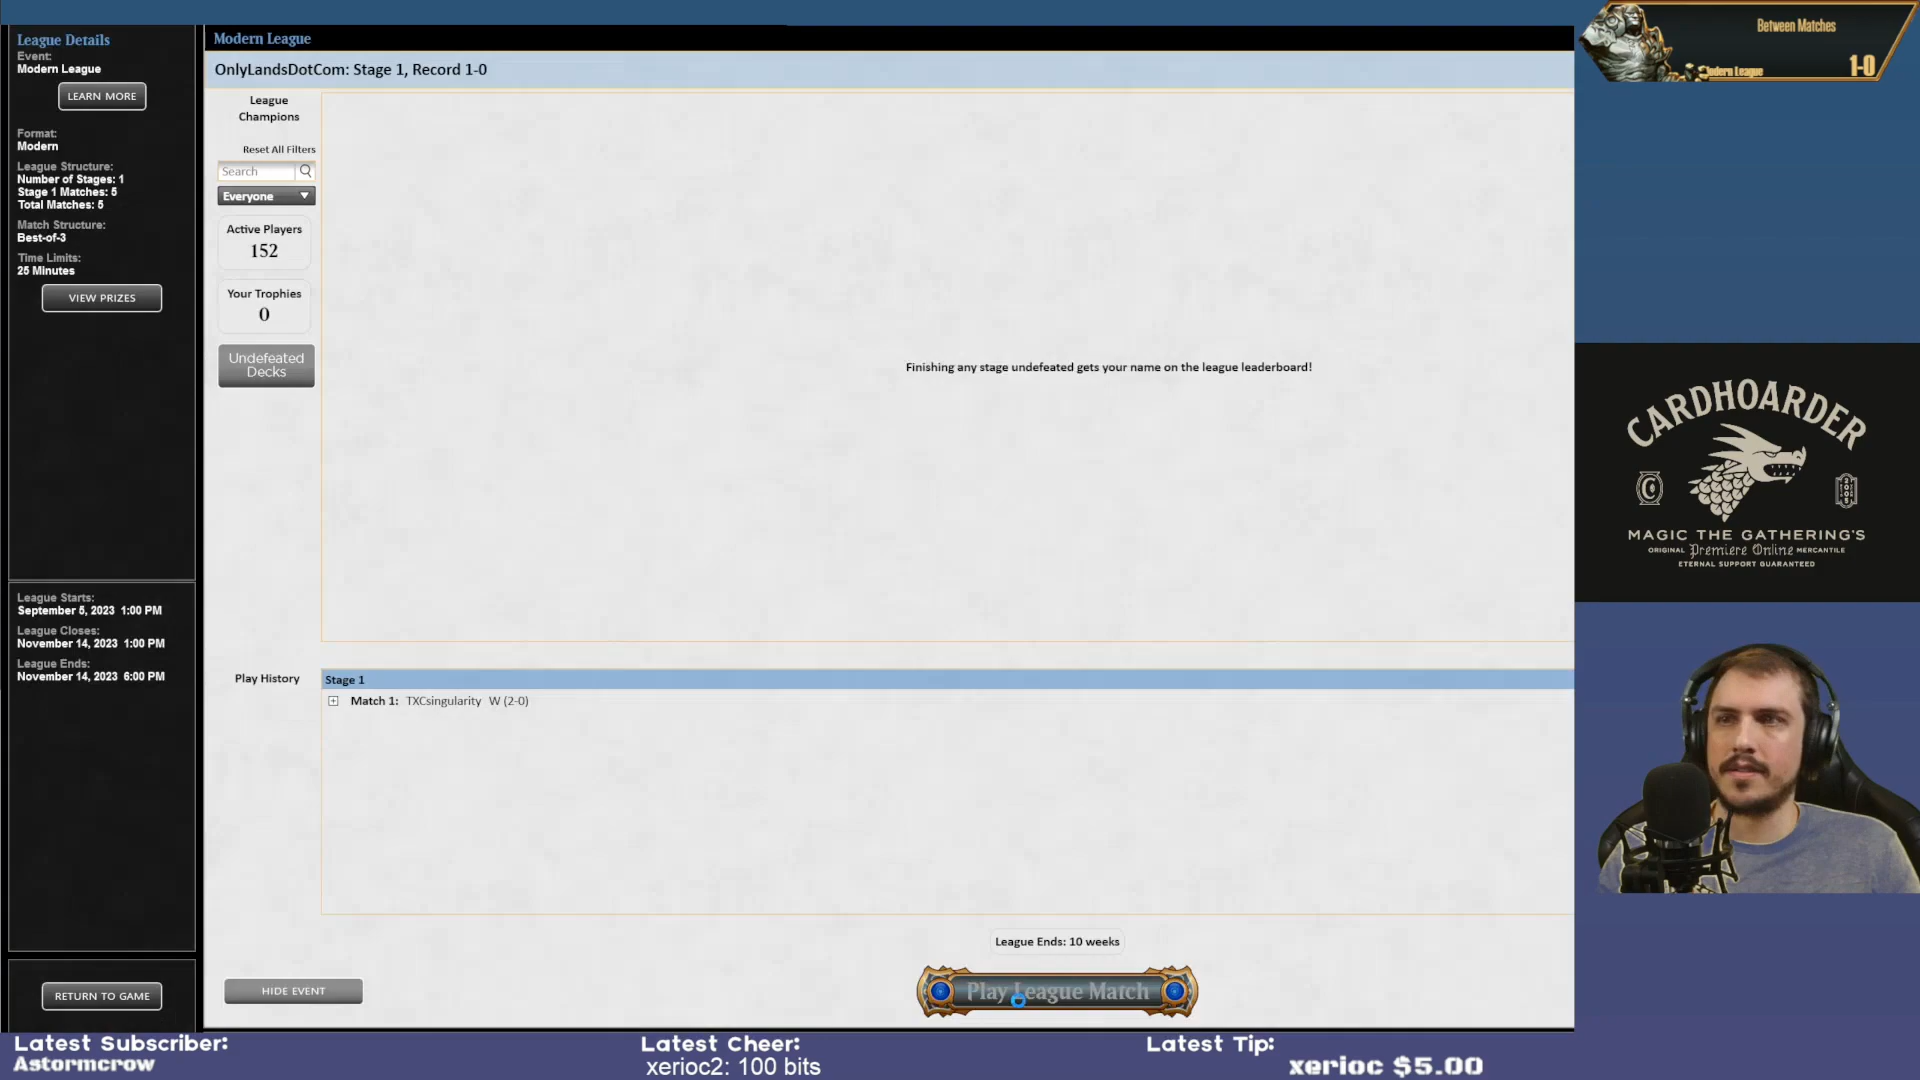 League Details
Event:
Modern League
LEARN MORE
Format:
Modern
League Structure:
Number of Stages: 1
Stage 1 Matches: 5
Total Matches: 5
Match Structure:
Best-of-3
Time Limits:
25 Minutes
VIEW PRIZES
League Starts:
September 5, 2023 1:00 PM
League Closes:
November 14, 2023 1:00 PM
League Ends:
November 14, 2023 6:00 PM
RETURN TO GAME
Modern League
OnlyLandsDotCom: Stage 1, Record 1-0
League
Champions
Reset All Filters
Search
Everyone
Active Players
152
Your Trophies
0
Undefeated
Decks
Finishing any stage undefeated gets your name on the league leaderboard!
Play History
Stage 1
Match 1: TXCsingularity W (2-0)
League Ends: 10 weeks
HIDE EVENT
Play League Match
Between Matches
Modern League
1-0
CARDHOARDER
C
2005
MAGIC THE GATHERING'S
ORIGINAL Premiere Online MERCANTILE
ETERNAL SUPPORT GUARANTEED
Latest Subscriber:
Astormcrow
Latest Cheer:
xerioc2: 100 bits
Latest Tip:
xerioc $5.00